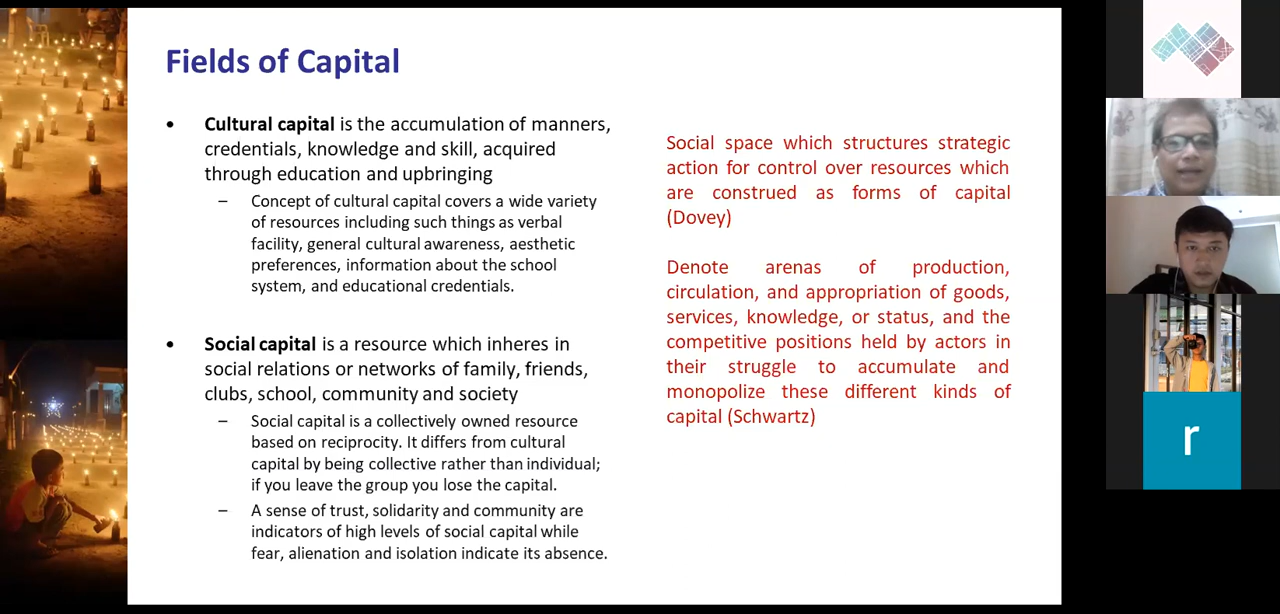 Fields of Capital
• Cultural capital is the accumulation of manners,
credentials, knowledge and skill, acquired
through education and upbringing
– Concept of cultural capital covers a wide variety
of resources including such things as verbal
facility, general cultural awareness, aesthetic
preferences, information about the school
system, and educational credentials.
• Social capital is a resource which inheres in
social relations or networks of family, friends,
clubs, school, community and society
– Social capital is a collectively owned resource
based on reciprocity. It differs from cultural
capital by being collective rather than individual;
if you leave the group you lose the capital.
– A sense of trust, solidarity and community are
indicators of high levels of social capital while
fear, alienation and isolation indicate its absence.
Social space which structures strategic
action for control over resources which
are construed as forms of capital
(Dovey)
Denote arenas of production,
circulation, and appropriation of goods,
services, knowledge, or status, and the
competitive positions held by actors in
their struggle to accumulate and
monopolize these different kinds of
capital (Schwartz)
r